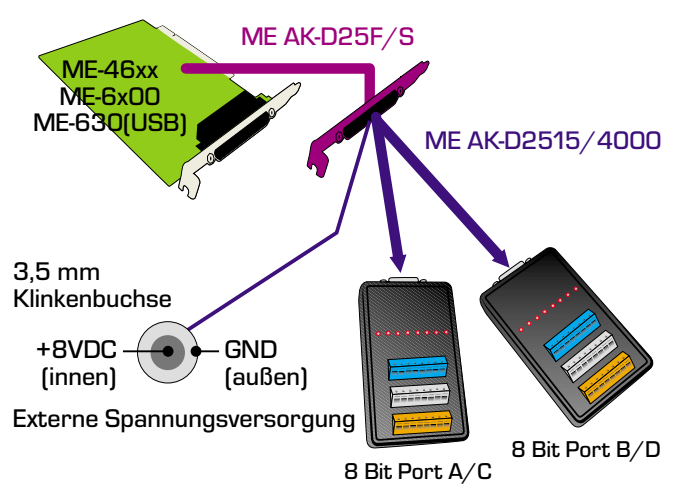 ME AK-D25F/S
ME-46xx
ME-6x00
ME-630(USB)
ME AK-D2515/4000
3,5 mm
Klinkenbuchse
+8VDC
(innen)
GND
(außen)
Externe Spannungsversorgung
8 Bit Port A/C
8 Bit Port B/D